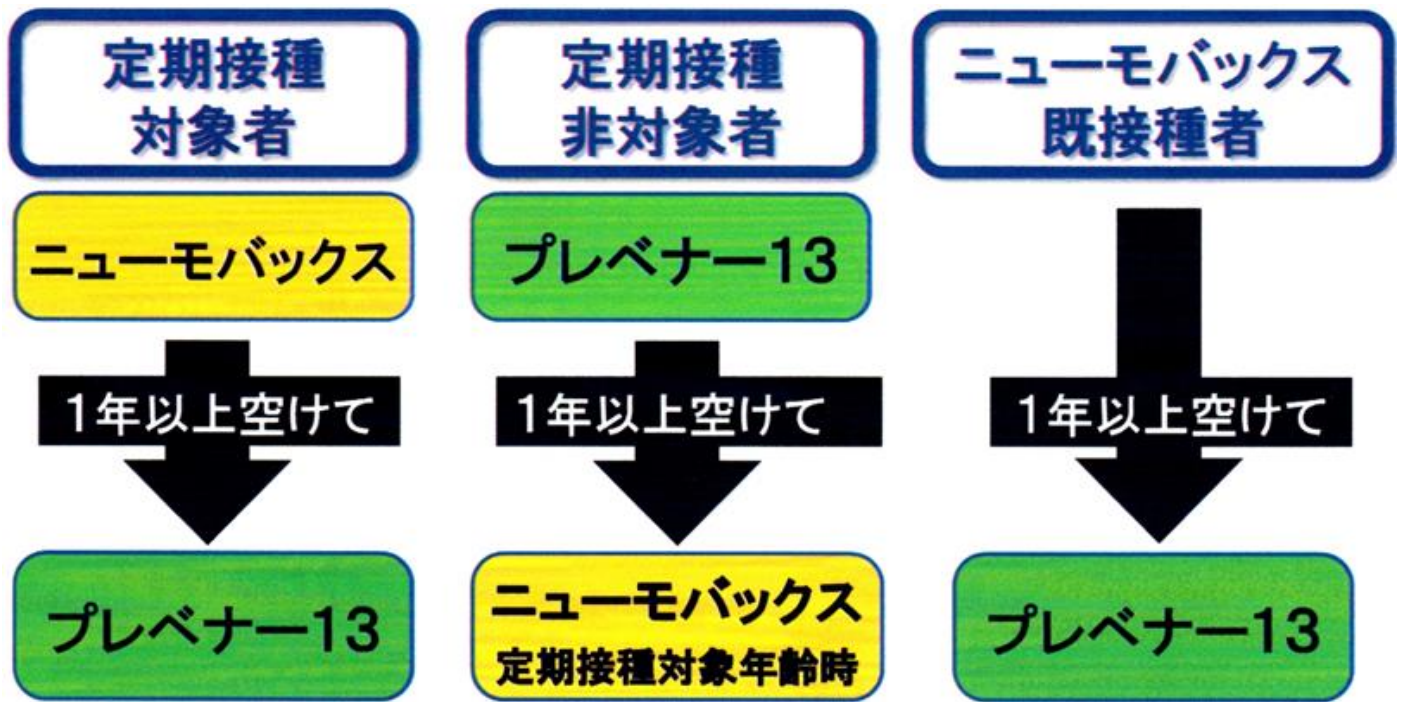 定期接種
対象者
ニューモバックス
1年以上空けて
プレベナー13
定期接種
非対象者
プレベナー13
1年以上空けて
ニューモバックス
定期接種対象年齢時
ニューモバックス
既接種者
1年以上空けて
プレベナー13